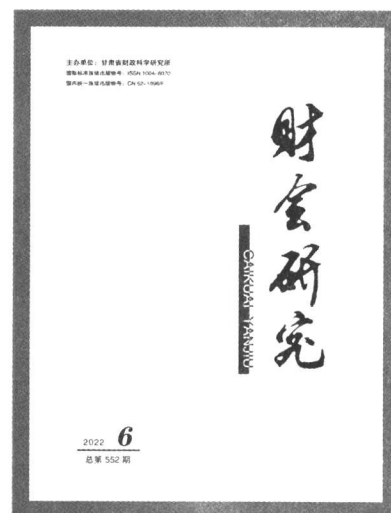 主办单位：甘肃省财政科学研究所
国际标准连续出版物号：ISSN 1004-6070
国内统一连续出版物号：CN 62-1096/F
财会研究
CAIKUAI YANJIU
2022 6
总第 552 期